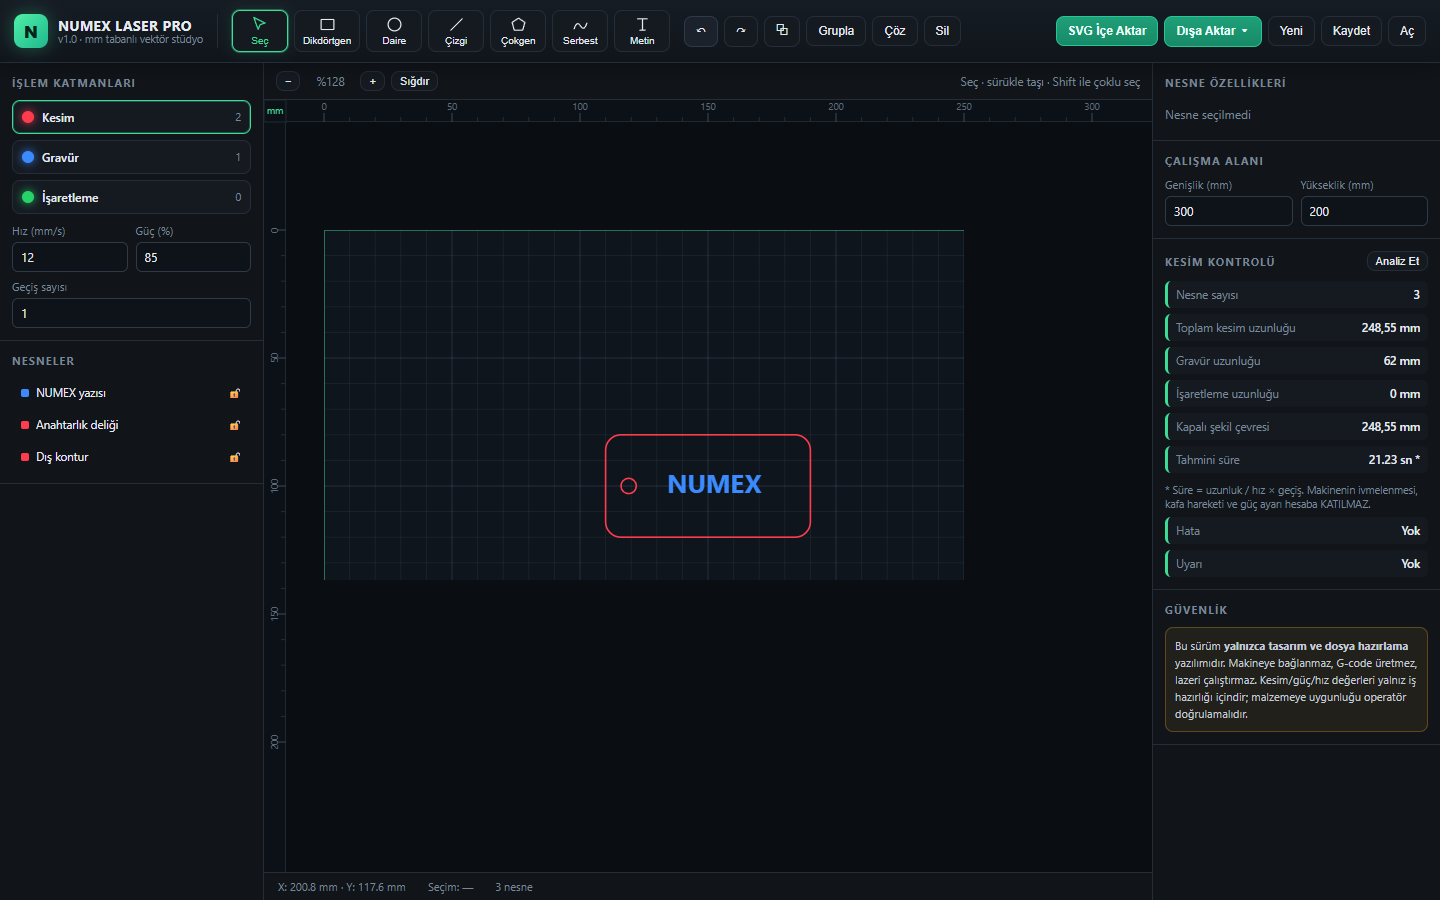 N
NUMEX LASER PRO
v1.0 · mm tabanlı vektör stüdyo
Seç
Dikdörtgen
Daire
Çizgi
Çokgen
Serbest
Metin
Grupla
Çöz
Sil
SVG İçe Aktar
Dışa Aktar
Yeni
Kaydet
Aç
İŞLEM KATMANLARI
Kesim 2
Gravür 1
İşaretleme 0
Hız (mm/s) Güç (%)
12 85
Geçiş sayısı
1
NESNELER
NUMEX yazısı
Anahtarlık deliği
Dış kontur
− %128 + Sığdır
Seç · sürükle taşı · Shift ile çoklu seç
mm
0 50 100 150 200 250 300
0
50
100
150
200
NUMEX
X: 200.8 mm · Y: 117.6 mm Seçim: — 3 nesne
NESNE ÖZELLİKLERİ
Nesne seçilmedi
ÇALIŞMA ALANI
Genişlik (mm) Yükseklik (mm)
300 200
KESİM KONTROLÜ Analiz Et
Nesne sayısı 3
Toplam kesim uzunluğu 248,55 mm
Gravür uzunluğu 62 mm
İşaretleme uzunluğu 0 mm
Kapalı şekil çevresi 248,55 mm
Tahmini süre 21.23 sn *
* Süre = uzunluk / hız × geçiş. Makinenin ivmelenmesi,
kafa hareketi ve güç ayarı hesaba KATILMAZ.
Hata Yok
Uyarı Yok
GÜVENLİK
Bu sürüm yalnızca tasarım ve dosya hazırlama
yazılımıdır. Makineye bağlanmaz, G-code üretmez,
lazeri çalıştırmaz. Kesim/güç/hız değerleri yalnız iş
hazırlığı içindir; malzemeye uygunluğu operatör
doğrulamalıdır.